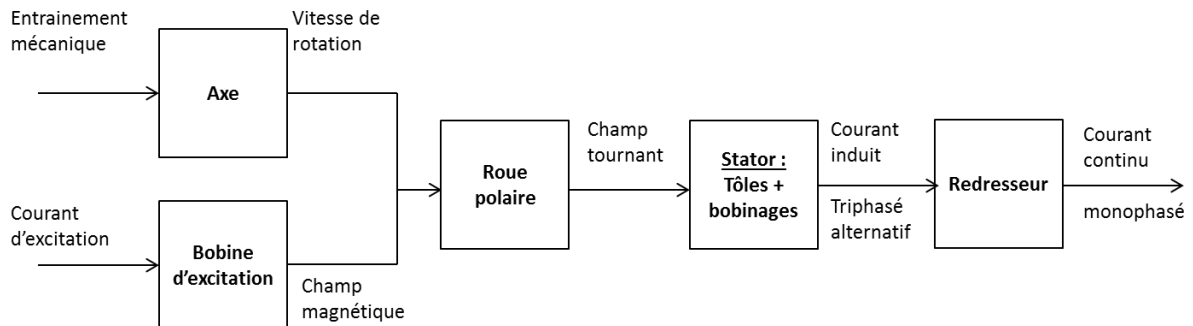 Entrainement
mécanique
Vitesse de
rotation
Axe
Courant
d'excitation
Bobine
d'excitation
Champ
magnétique
Roue
polaire
Champ
tournant
Stator :
Tôles +
bobinages
Courant
induit
Triphasé
alternatif
Redresseur
Courant
continu
monophasé